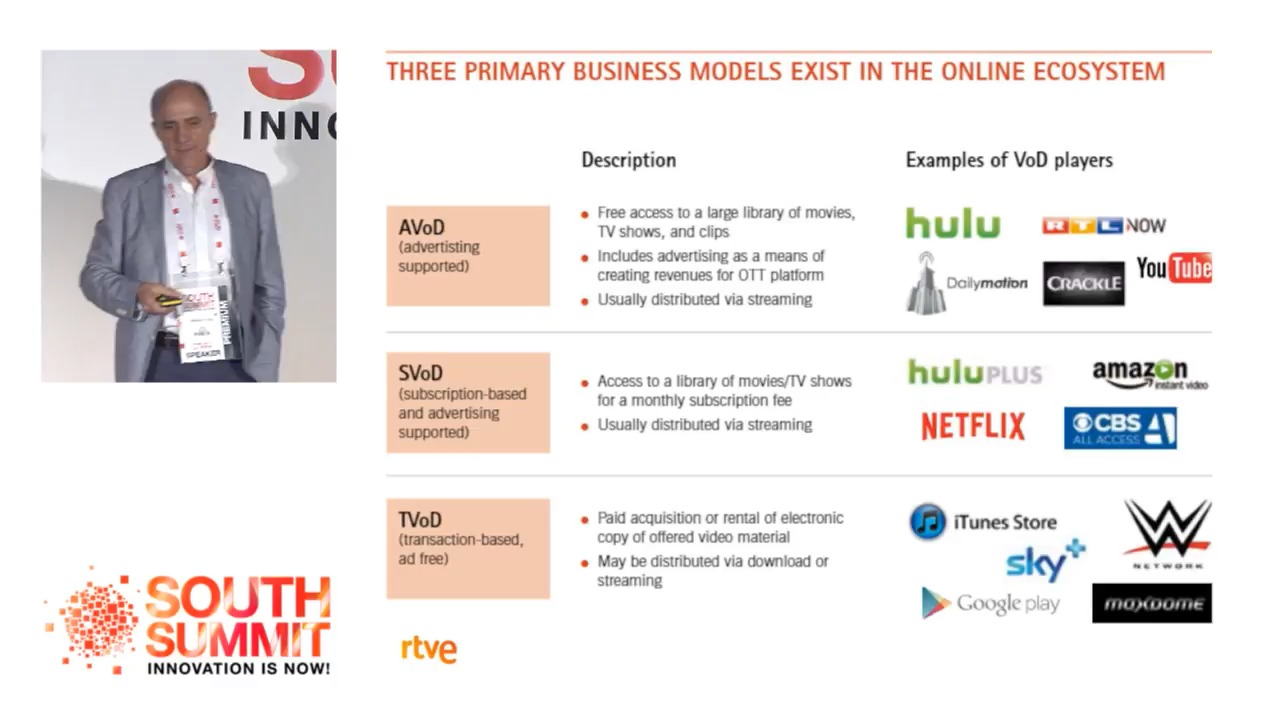 SU
INNO
SOUTH
PREMIUM
SPEAKER
SOUTH
SUMMIT
INNOVATION IS NOW!
THREE PRIMARY BUSINESS MODELS EXIST IN THE ONLINE ECOSYSTEM
Description
Examples of VoD players
AVoD
(advertisting
supported)
Free access to a large library of movies,
TV shows, and clips
Includes advertising as a means of
creating revenues for OTT platform
Usually distributed via streaming
hulu
RTL NOW
Dailymotion
CRACKLE
YouTube
SVoD
(subscription-based
and advertising
supported)
Access to a library of movies/TV shows
for a monthly subscription fee
Usually distributed via streaming
huluPLUS
amazon
instant video
NETFLIX
CBS
ALL ACCESS
TVoD
(transaction-based,
ad free)
Paid acquisition or rental of electronic
copy of offered video material
May be distributed via download or
streaming
iTunes Store
sky+
W
NETWORK
Google play
maxdome
rtve